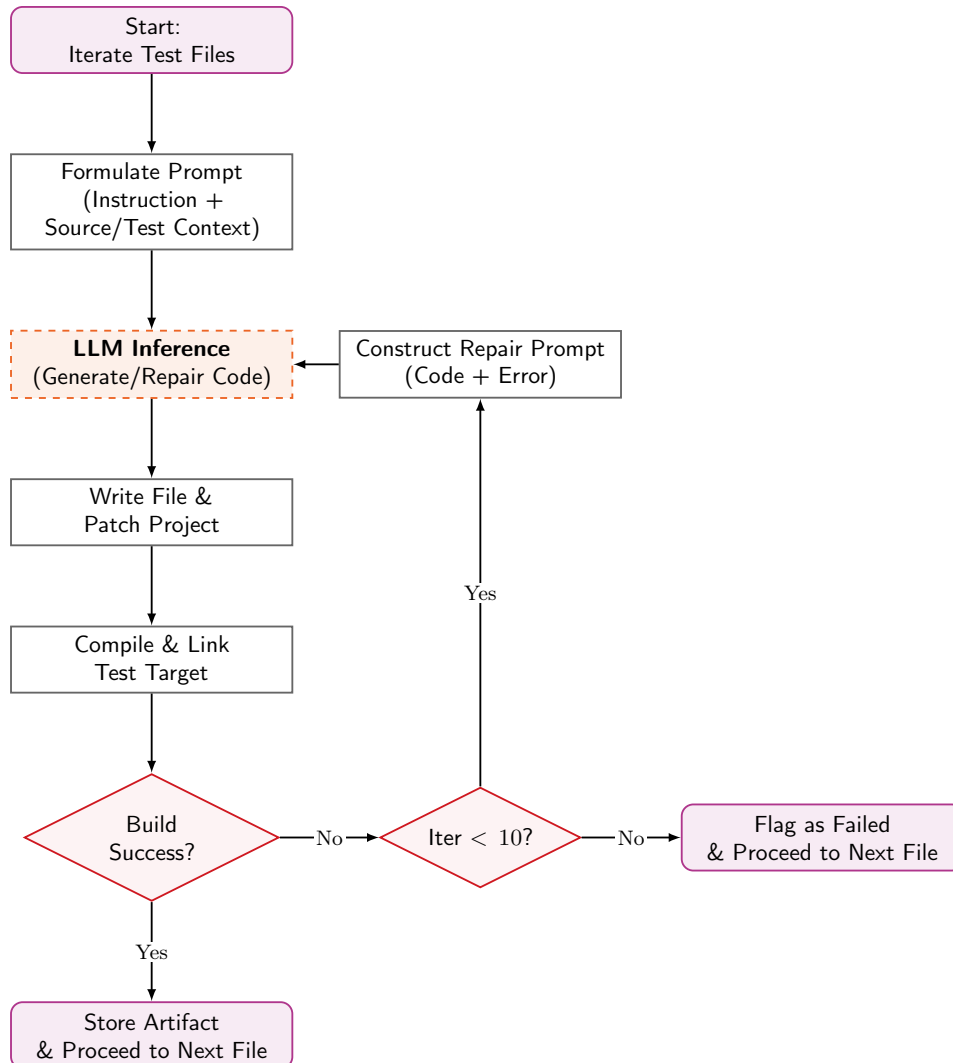 Start:
Iterate Test Files
Formulate Prompt
(Instruction +
Source/Test Context)
LLM Inference
(Generate/Repair Code)
Construct Repair Prompt
(Code + Error)
Write File &
Patch Project
Yes
Compile & Link
Test Target
Build
Success?
No
Iter < 10?
No
Flag as Failed
& Proceed to Next File
Yes
Store Artifact
& Proceed to Next File